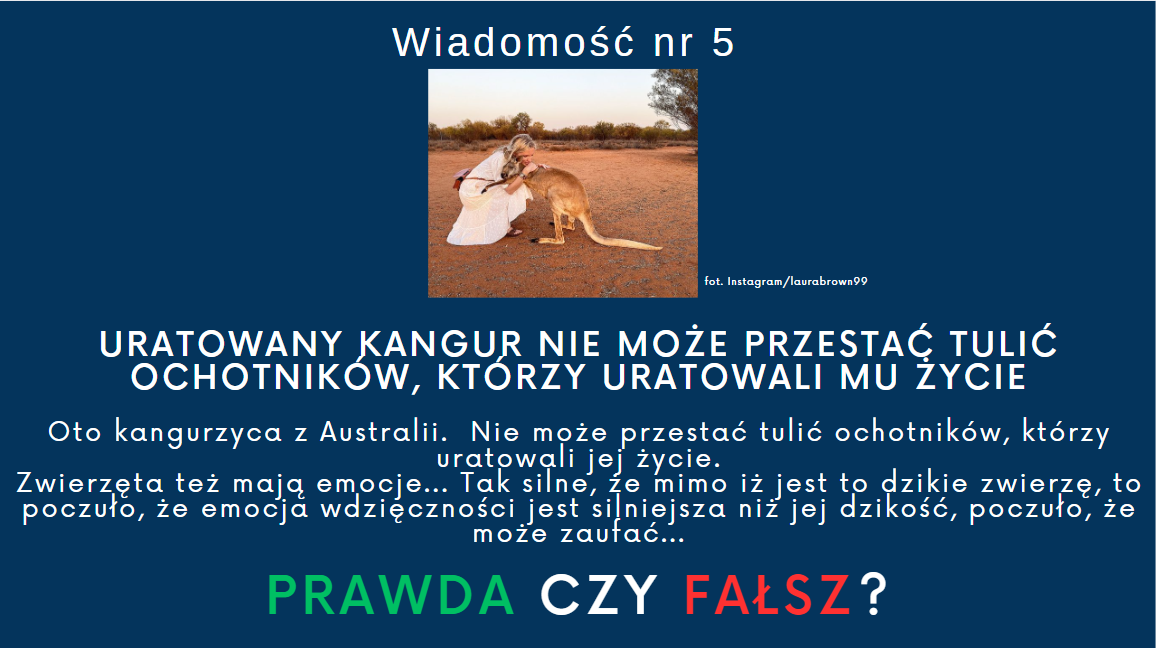 Wiadomość nr 5
fot. Instagram/laurabrown99
URATOWANY KANGUR NIE MOŻE PRZESTAĆ TULIĆ
OCHOTNIKÓW, KTÓRZY URATOWALI MU ŻYCIE
Oto kangurzyca z Australii.  Nie może przestać tulić ochotników, którzy
uratowali jej życie.
Zwierzęta też mają emocje... Tak silne, że mimo iż jest to dzikie zwierzę, to
poczuło, że emocja wdzięczności jest silniejsza niż jej dzikość, poczuło, że
może zaufać...
PRAWDA CZY FAŁSZ?